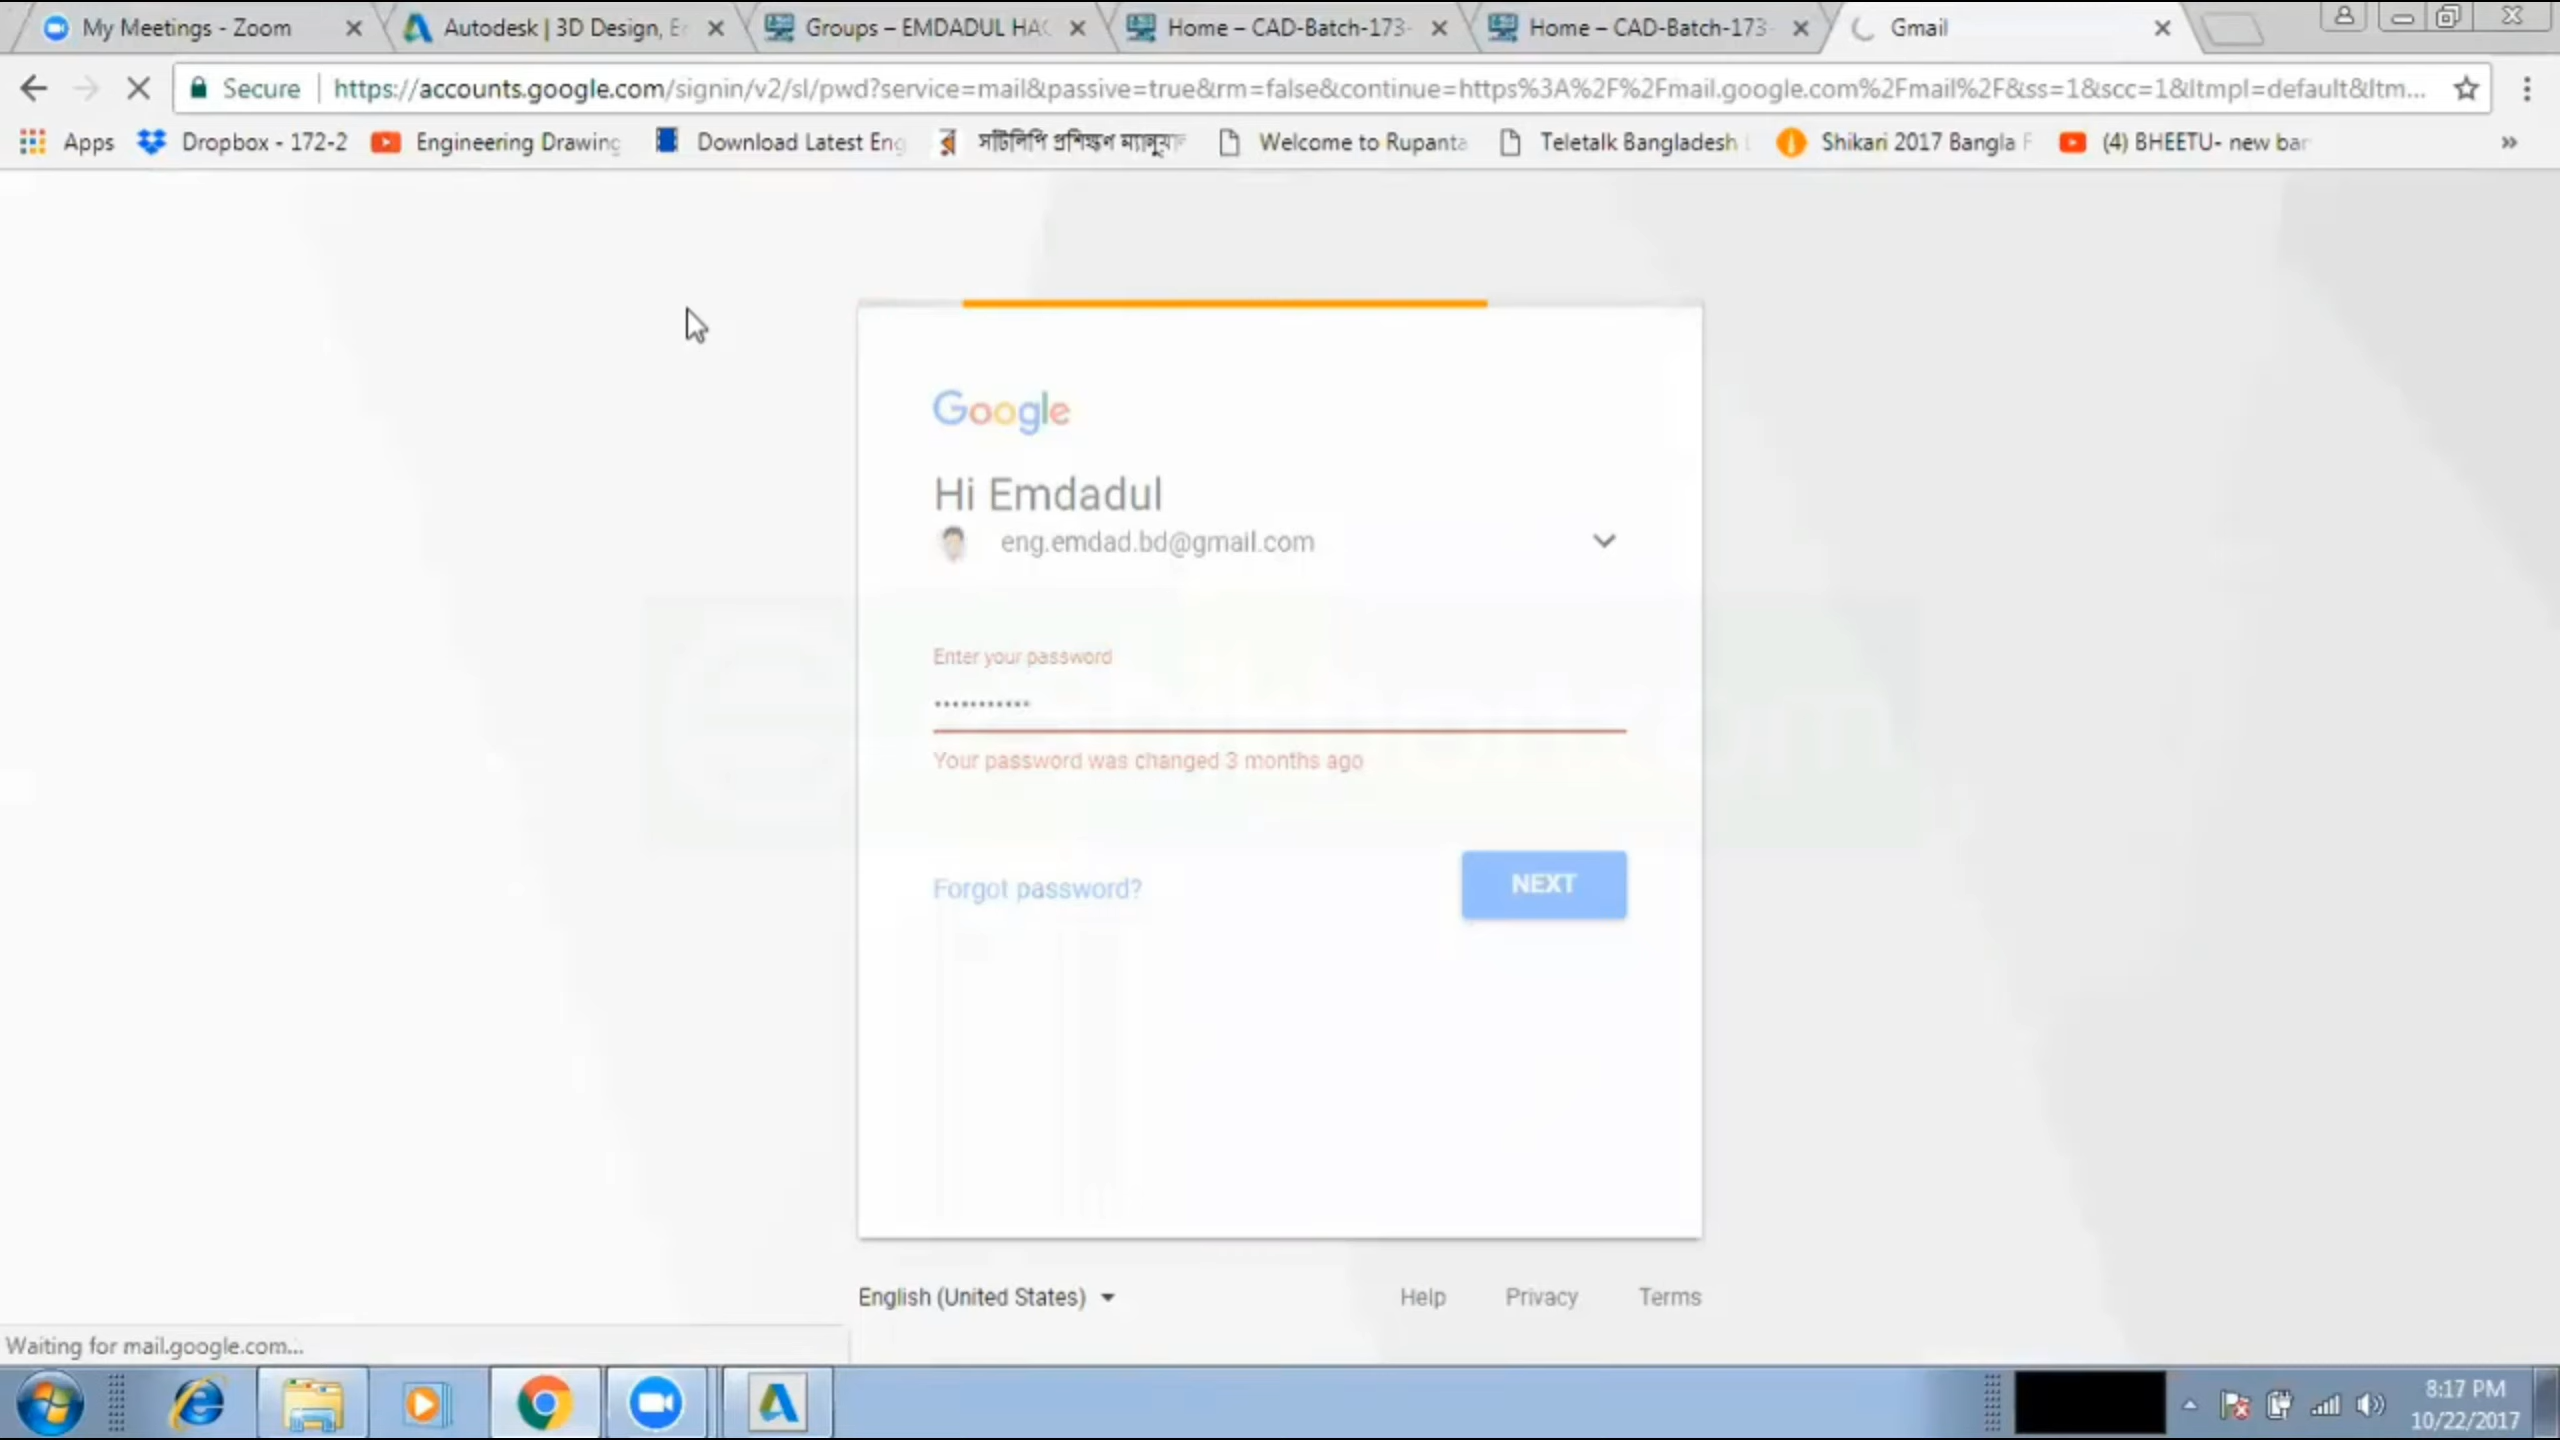 My Meetings - Zoom
Autodesk | 3D Design, E
Groups – EMDADUL HA
Home – CAD-Batch-173-
Home – CAD-Batch-173-
Gmail
Secure
https://accounts.google.com/signin/v2/sl/pwd?service=mail&passive=true&rm=false&continue=https%3A%2F%2Fmail.google.com%2Fmail%2F&ss=1&scc=1&ltmpl=default&ltm...
Apps
Dropbox - 172-2
Engineering Drawing
Download Latest Eng
সাঁটলিপি প্রশিক্ষণ ম্যানুয়া
Welcome to Rupanta
Teletalk Bangladesh
Shikari 2017 Bangla F
(4) BHEETU- new bar
»
Google
Hi Emdadul
eng.emdad.bd@gmail.com
Enter your password
Your password was changed 3 months ago
Forgot password?
NEXT
English (United States)
Help
Privacy
Terms
Waiting for mail.google.com...
8:17 PM
10/22/2017